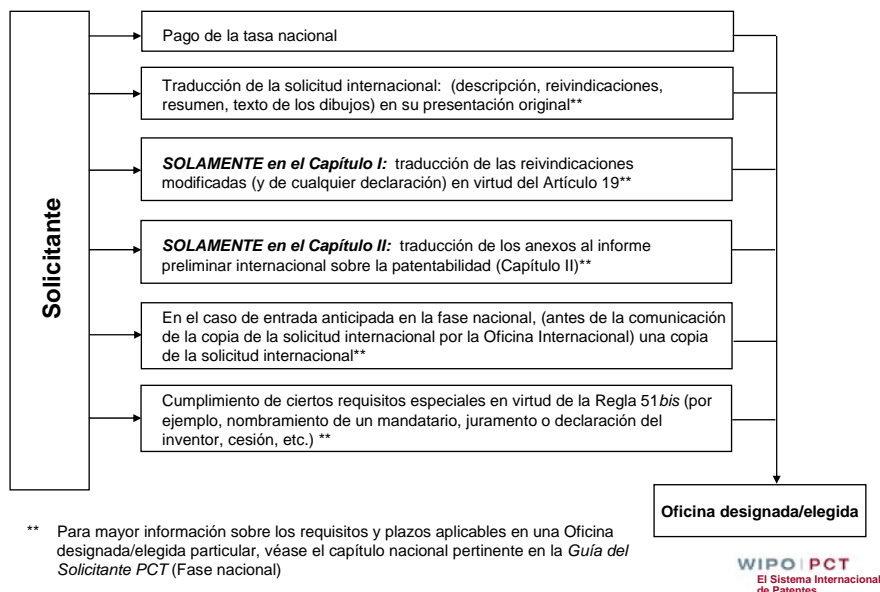 Solicitante
Pago de la tasa nacional
Traducción de la solicitud internacional: (descripción, reivindicaciones,
resumen, texto de los dibujos) en su presentación original**
SOLAMENTE en el Capítulo I: traducción de las reivindicaciones
modificadas (y de cualquier declaración) en virtud del Artículo 19**
SOLAMENTE en el Capítulo II: traducción de los anexos al informe
preliminar internacional sobre la patentabilidad (Capítulo II)**
En el caso de entrada anticipada en la fase nacional, (antes de la comunicación
de la copia de la solicitud internacional por la Oficina Internacional) una copia
de la solicitud internacional**
Cumplimiento de ciertos requisitos especiales en virtud de la Regla 51bis (por
ejemplo, nombramiento de un mandatario, juramento o declaración del
inventor, cesión, etc.) **
Oficina designada/elegida
** Para mayor información sobre los requisitos y plazos aplicables en una Oficina
designada/elegida particular, véase el capítulo nacional pertinente en la Guía del
Solicitante PCT (Fase nacional)
WIPO|PCT
El Sistema Internacional
de Patentes